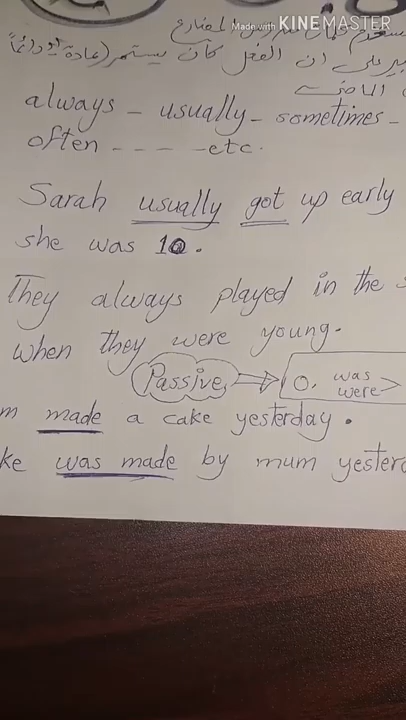 Made with KINEMASTER
ان الفعل كان يستمر (عادة او دائماً
always - usually - sometimes -
often - - - - -etc.
Sarah usually got up early
she was 10.
They always played in the
when they were young.
Passive O. was
were
made a cake yesterday.
was made by mum